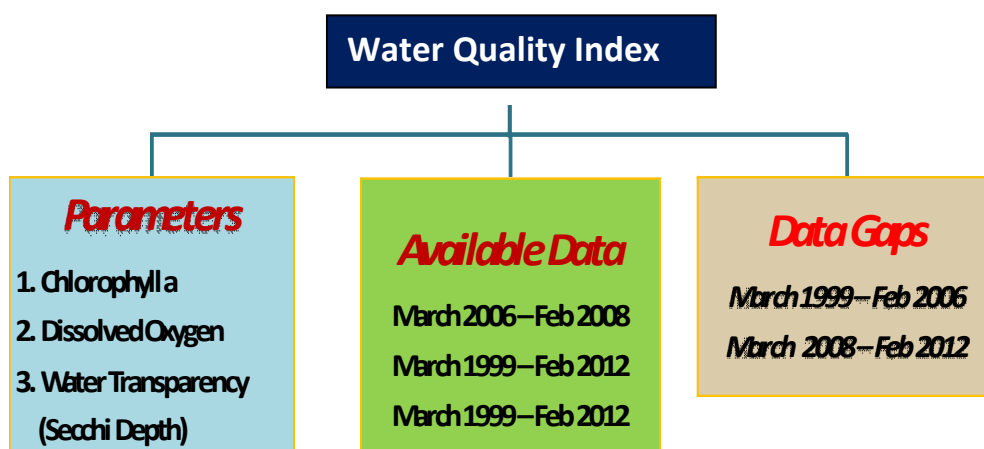 Water Quality Index
Parameters
1. Chlorophyll a
2. Dissolved Oxygen
3. Water Transparency
(Secchi Depth)
Available Data
March 2006 – Feb 2008
March 1999 – Feb 2012
March 1999 – Feb 2012
Data Gaps
March 1999 – Feb 2006
March 2008 – Feb 2012